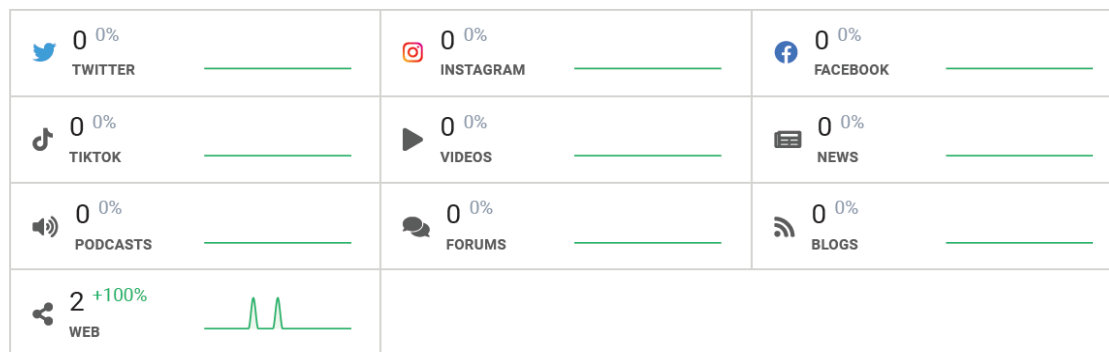 0 0%
TWITTER
0 0%
INSTAGRAM
0 0%
FACEBOOK
0 0%
TIKTOK
0 0%
VIDEOS
0 0%
NEWS
0 0%
PODCASTS
0 0%
FORUMS
0 0%
BLOGS
2 +100%
WEB